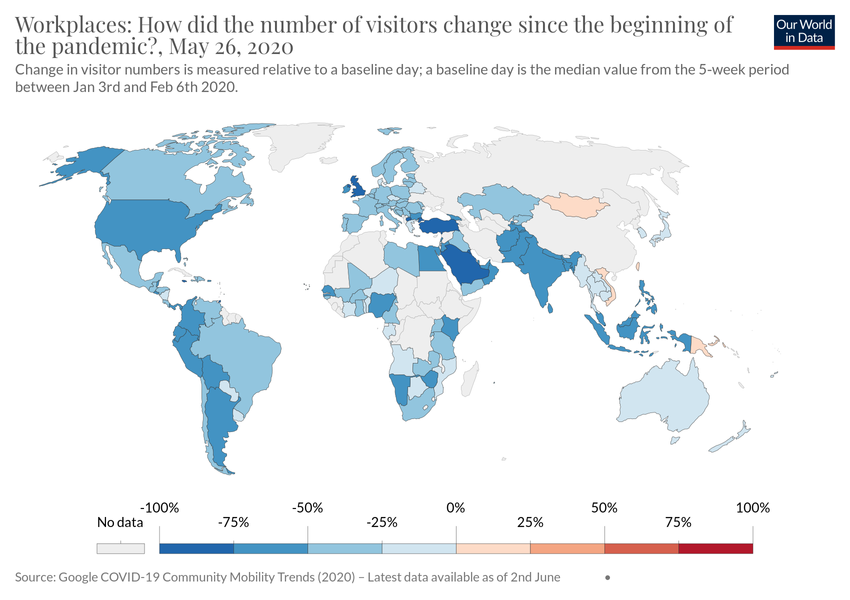 Workplaces: How did the number of visitors change since the beginning of
the pandemic?, May 26, 2020
Our World
in Data
Change in visitor numbers is measured relative to a baseline day; a baseline day is the median value from the 5-week period
between Jan 3rd and Feb 6th 2020.
-100% -50% 0% 50% 100%
No data -75% -25% 25% 75%
Source: Google COVID-19 Community Mobility Trends (2020) – Latest data available as of 2nd June •